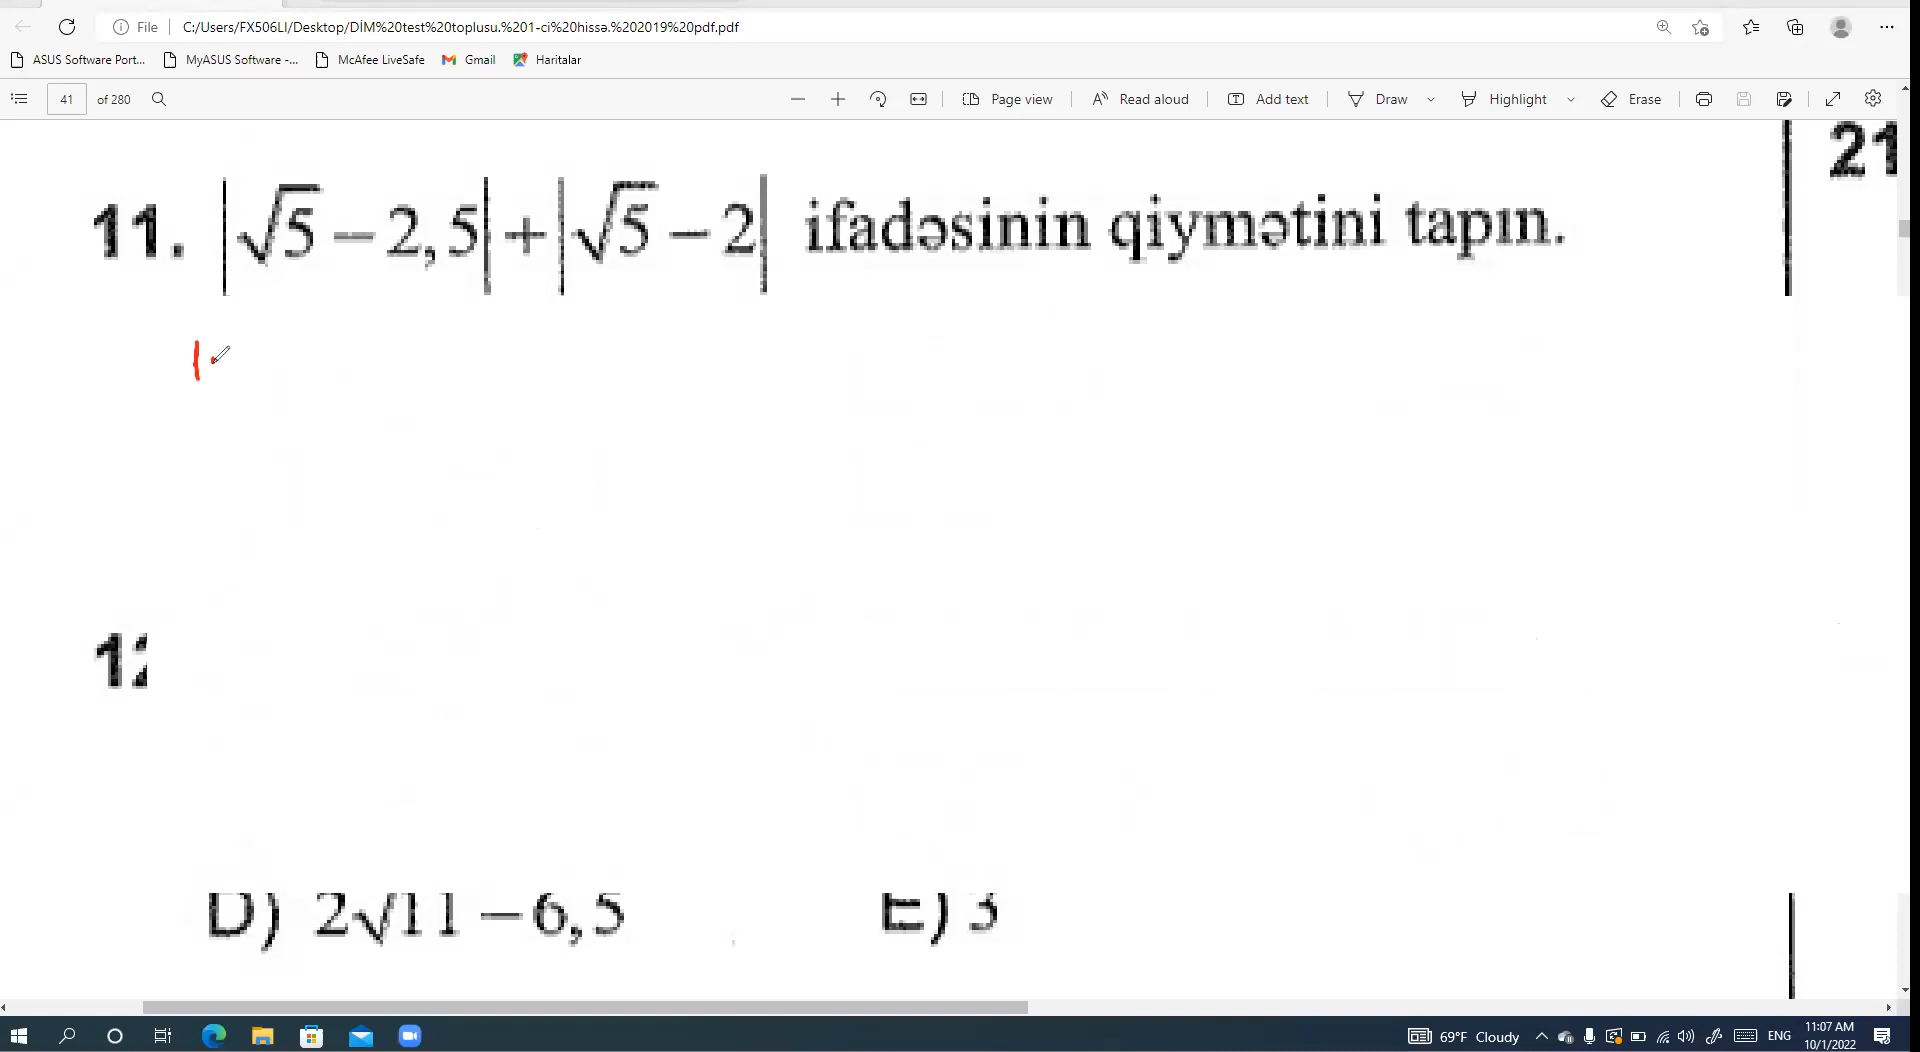 File C:/Users/FX506LI/Desktop/DİM%20test%20toplusu.%201-ci%20hissə.%202019%20pdf.pdf
ASUS Software Port... MyASUS Software -... McAfee LiveSafe Gmail Haritalar
41 of 280 Page view Read aloud Add text Draw Highlight Erase
21
11. |√5 − 2,5| + |√5 − 2| ifadəsinin qiymətini tapın.
D) 2√11 − 6,5 E) 3
69°F Cloudy ENG 11:07 AM
10/1/2022